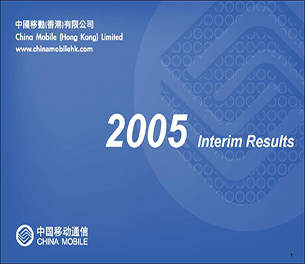 中國移動(香港)有限公司
China Mobile (Hong Kong) Limited
www.chinamobilehk.com
2005 Interim Results
中国移动通信
CHINA MOBILE
1